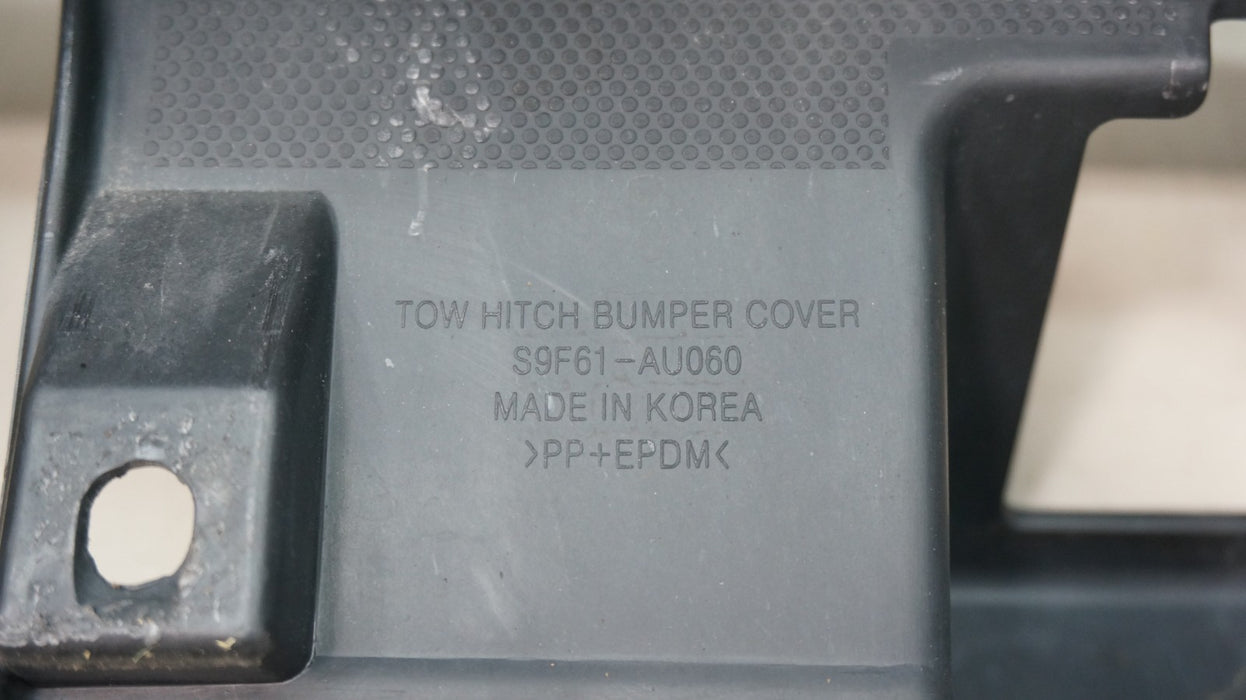 TOW HITCH BUMPER COVER
S9F61-AU060
MADE IN KOREA
>PP+EPDM<